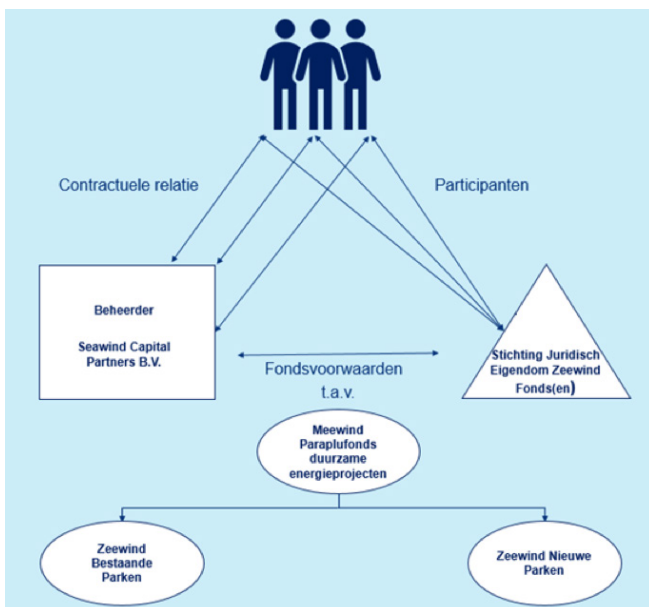 Contractuele relatie
Participanten
Beheerder
Seawind Capital
Partners B.V.
Stichting Juridisch
Eigendom Zeewind
Fonds(en)
Fondsvoorwaarden
t.a.v.
Meewind
Paraplufonds
duurzame
energieprojecten
Zeewind
Bestaande
Parken
Zeewind Nieuwe
Parken